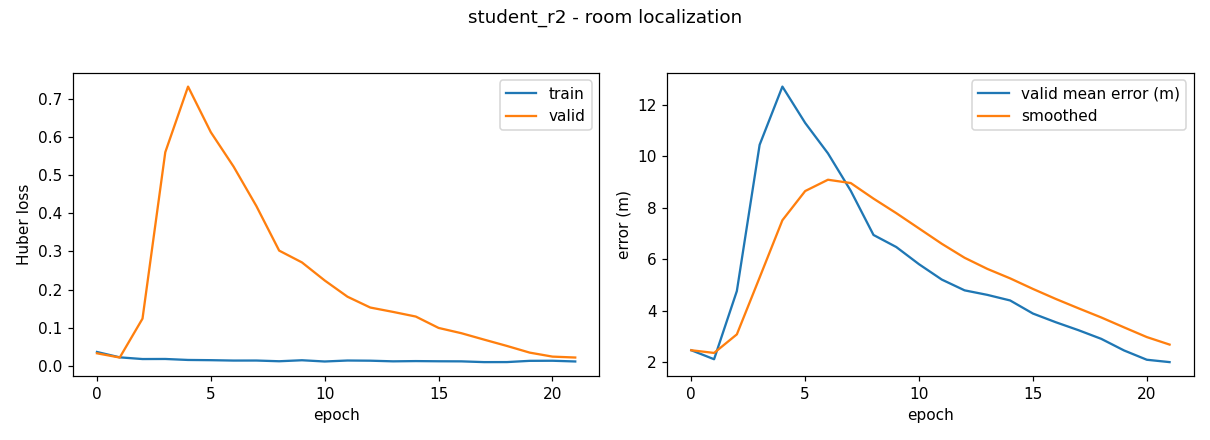 student_r2 - room localization
train
valid
0.7
0.6
0.5
0.4
0.3
0.2
0.1
0.0
Huber loss
0 5 10 15 20
epoch
valid mean error (m)
smoothed
12
10
8
6
4
2
error (m)
0 5 10 15 20
epoch